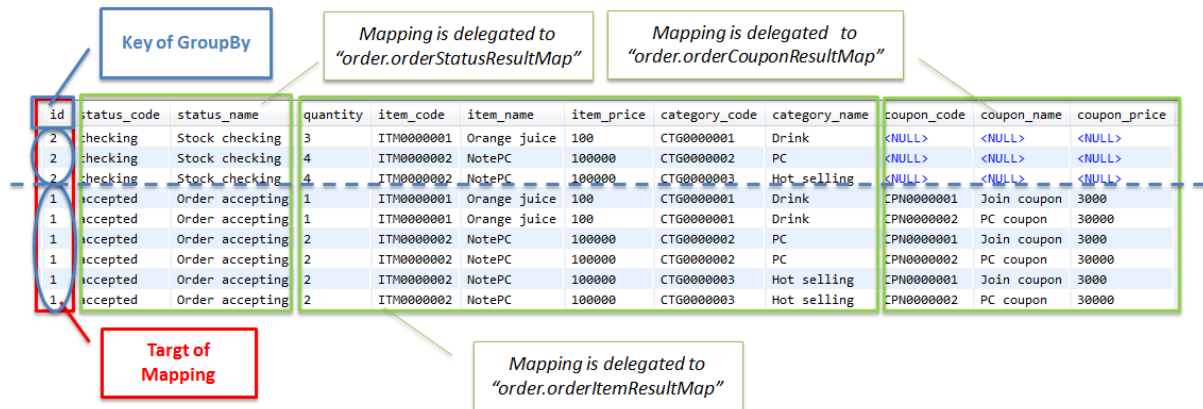 Key of GroupBy
Mapping is delegated to
“order.orderStatusResultMap”
Mapping is delegated to
“order.orderCouponResultMap”
id status_code status_name quantity item_code item_name item_price category_code category_name coupon_code coupon_name coupon_price
2 checking Stock checking 3 ITM0000001 Orange juice 100 CTG0000001 Drink <NULL> <NULL> <NULL>
2 checking Stock checking 4 ITM0000002 NotePC 100000 CTG0000002 PC <NULL> <NULL> <NULL>
2 checking Stock checking 4 ITM0000002 NotePC 100000 CTG0000003 Hot selling <NULL> <NULL> <NULL>
1 accepted Order accepting 1 ITM0000001 Orange juice 100 CTG0000001 Drink CPN0000001 Join coupon 3000
1 accepted Order accepting 1 ITM0000001 Orange juice 100 CTG0000001 Drink CPN0000002 PC coupon 30000
1 accepted Order accepting 2 ITM0000002 NotePC 100000 CTG0000002 PC CPN0000001 Join coupon 3000
1 accepted Order accepting 2 ITM0000002 NotePC 100000 CTG0000002 PC CPN0000002 PC coupon 30000
1 accepted Order accepting 2 ITM0000002 NotePC 100000 CTG0000003 Hot selling CPN0000001 Join coupon 3000
1 accepted Order accepting 2 ITM0000002 NotePC 100000 CTG0000003 Hot selling CPN0000002 PC coupon 30000
Targt of
Mapping
Mapping is delegated to
“order.orderItemResultMap”